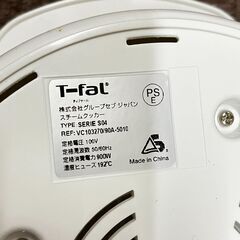 T-fal
ティファール
株式会社グループセブ ジャパン
スチームクッカー
TYPE: SERIE S04
REF: VC103270/90A-5010
定格電圧: 100V
定格周波数: 50/60Hz
定格消費電力: 900W
温度ヒューズ: 192℃
PS
E
Made in China